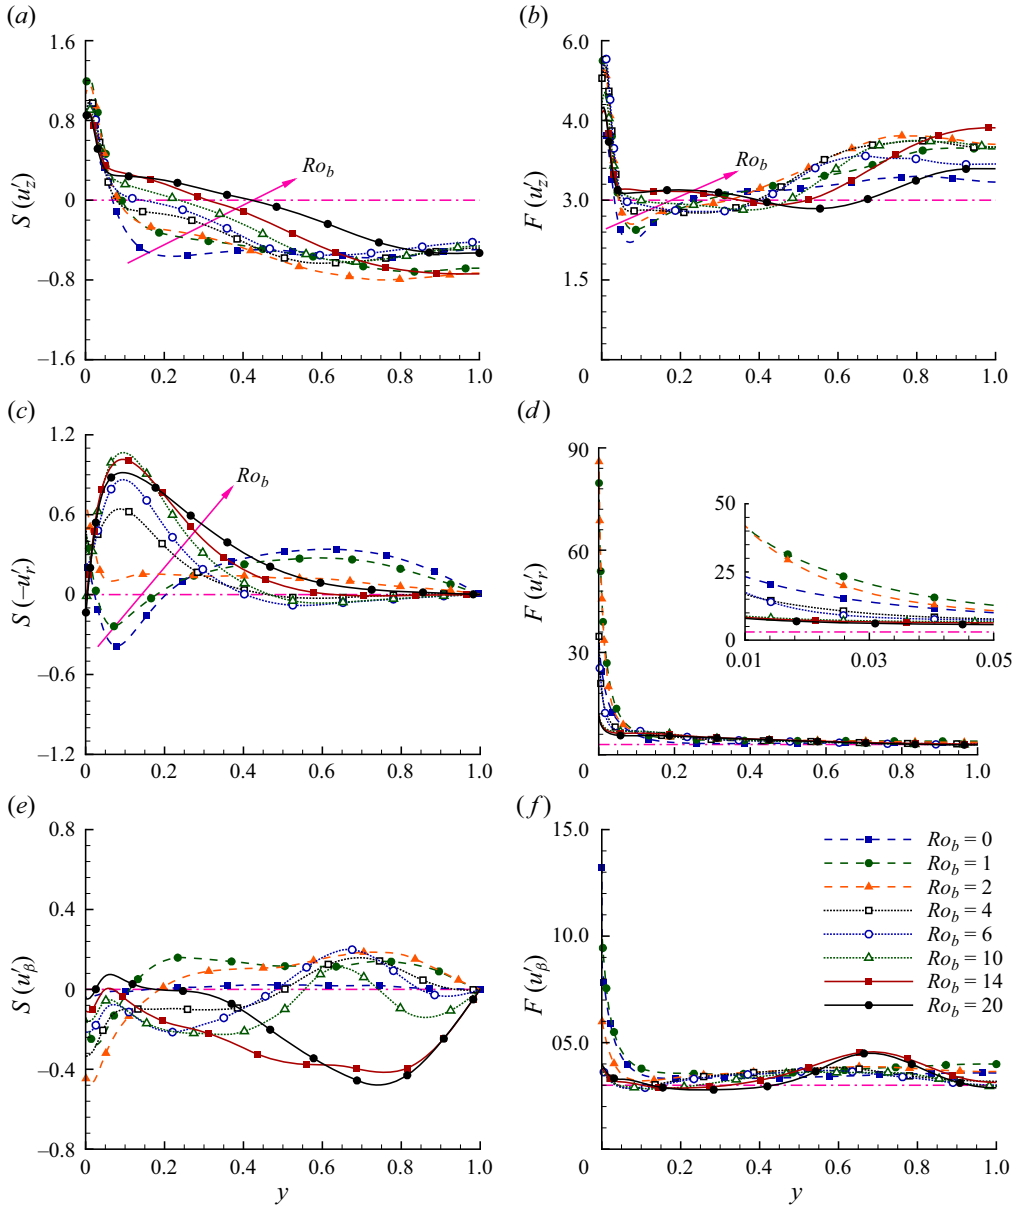 (a)
1.6
0.8
0
–0.8
–1.6
S (u′z)
Rob
0 0.2 0.4 0.6 0.8 1.0
(b)
6.0
4.0
3.0
1.5
0
F (u′z)
Rob
0 0.2 0.4 0.6 0.8 1.0
(c)
1.2
0.6
0
–0.6
–1.2
S (–u′r)
Rob
0 0.2 0.4 0.6 0.8 1.0
(d)
90
60
30
0
F (u′r)
50
25
0
0.01 0.03 0.05
0.2 0.4 0.6 0.8 1.0
(e)
0.8
0.4
0
–0.4
–0.8
S (u′β)
0 0.2 0.4 0.6 0.8 1.0
y
(f)
15.0
10.0
05.0
0
F (u′β)
Rob = 0
Rob = 1
Rob = 2
Rob = 4
Rob = 6
Rob = 10
Rob = 14
Rob = 20
0.2 0.4 0.6 0.8 1.0
y